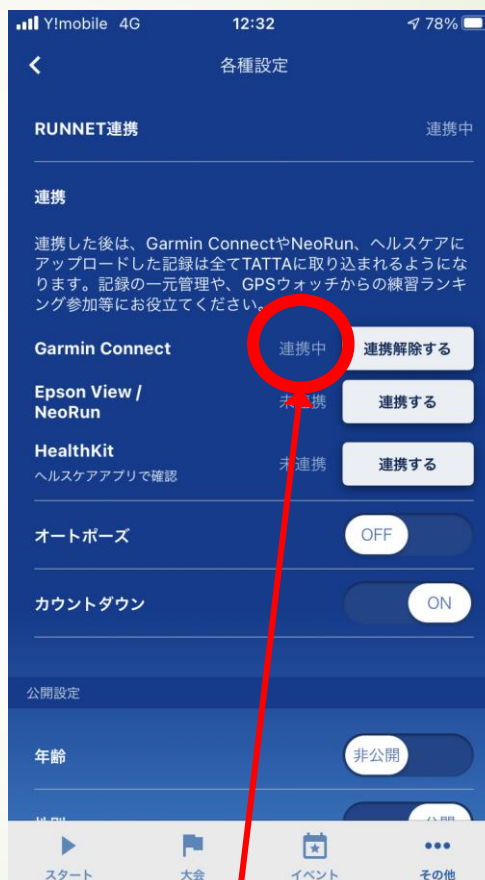 Y!mobile 4G 12:32 78%
各種設定
RUNNET連携 連携中
連携
連携した後は、Garmin ConnectやNeoRun、ヘルスケアに
アップロードした記録は全てTATTAに取り込まれるようにな
ります。記録の一元管理や、GPSウォッチからの練習ランキ
ング参加等にお役立てください。
Garmin Connect 連携中 連携解除する
Epson View /
NeoRun 未連携 連携する
HealthKit 未連携 連携する
ヘルスケアアプリで確認
オートポーズ OFF
カウントダウン ON
公開設定
年齢 非公開
スタート 大会 イベント その他